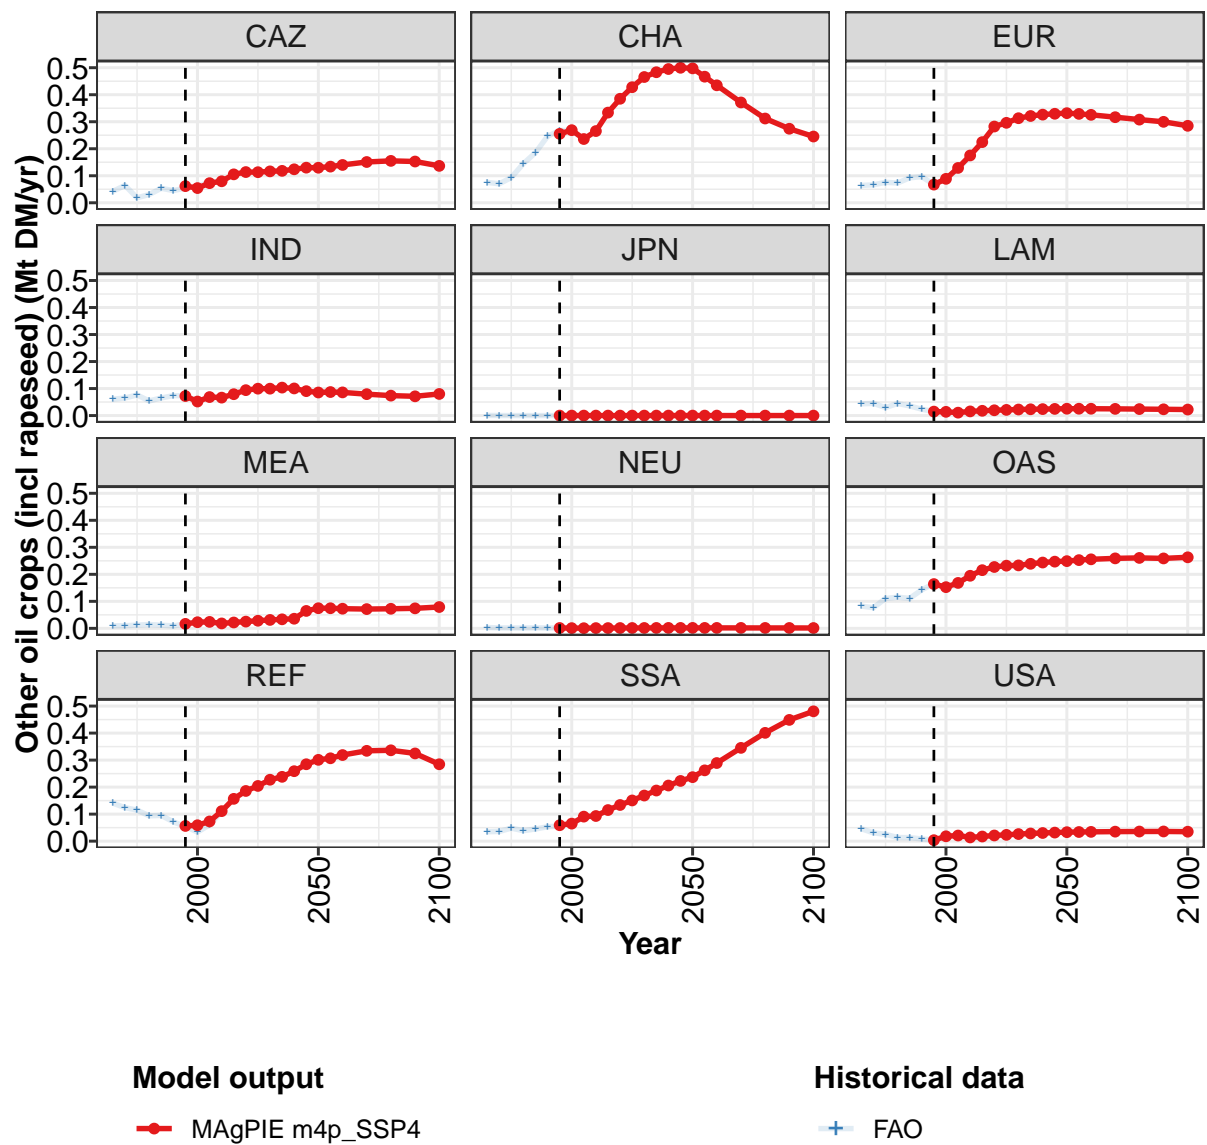 CAZ CHA EUR
0.5
0.4
0.3
0.2
0.1
0.0
IND JPN LAM
0.5
0.4
0.3
0.2
0.1
0.0
MEA NEU OAS
0.5
0.4
0.3
0.2
0.1
0.0
REF SSA USA
0.5
0.4
0.3
0.2
0.1
0.0
Other oil crops (incl rapeseed) (Mt DM/yr)
2000 2050 2100 2000 2050 2100 2000 2050 2100
Year
Model output Historical data
MAgPIE m4p_SSP4 FAO